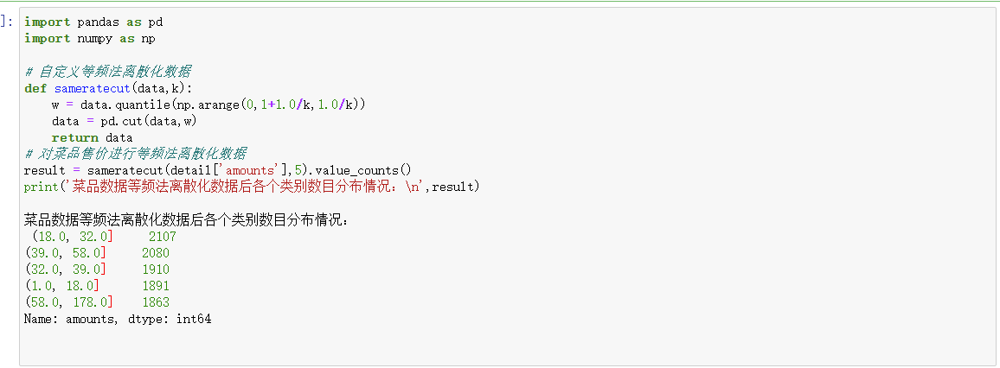 ]:
import pandas as pd
import numpy as np
# 自定义等频法离散化数据
def sameratecut(data,k):
    w = data.quantile(np.arange(0,1+1.0/k,1.0/k))
    data = pd.cut(data,w)
    return data
# 对菜品售价进行等频法离散化数据
result = sameratecut(detail['amounts'],5).value_counts()
print('菜品数据等频法离散化数据后各个类别数目分布情况：\n',result)
菜品数据等频法离散化数据后各个类别数目分布情况：
 (18.0, 32.0]     2107
(39.0, 58.0]     2080
(32.0, 39.0]     1910
(1.0, 18.0]      1891
(58.0, 178.0]    1863
Name: amounts, dtype: int64